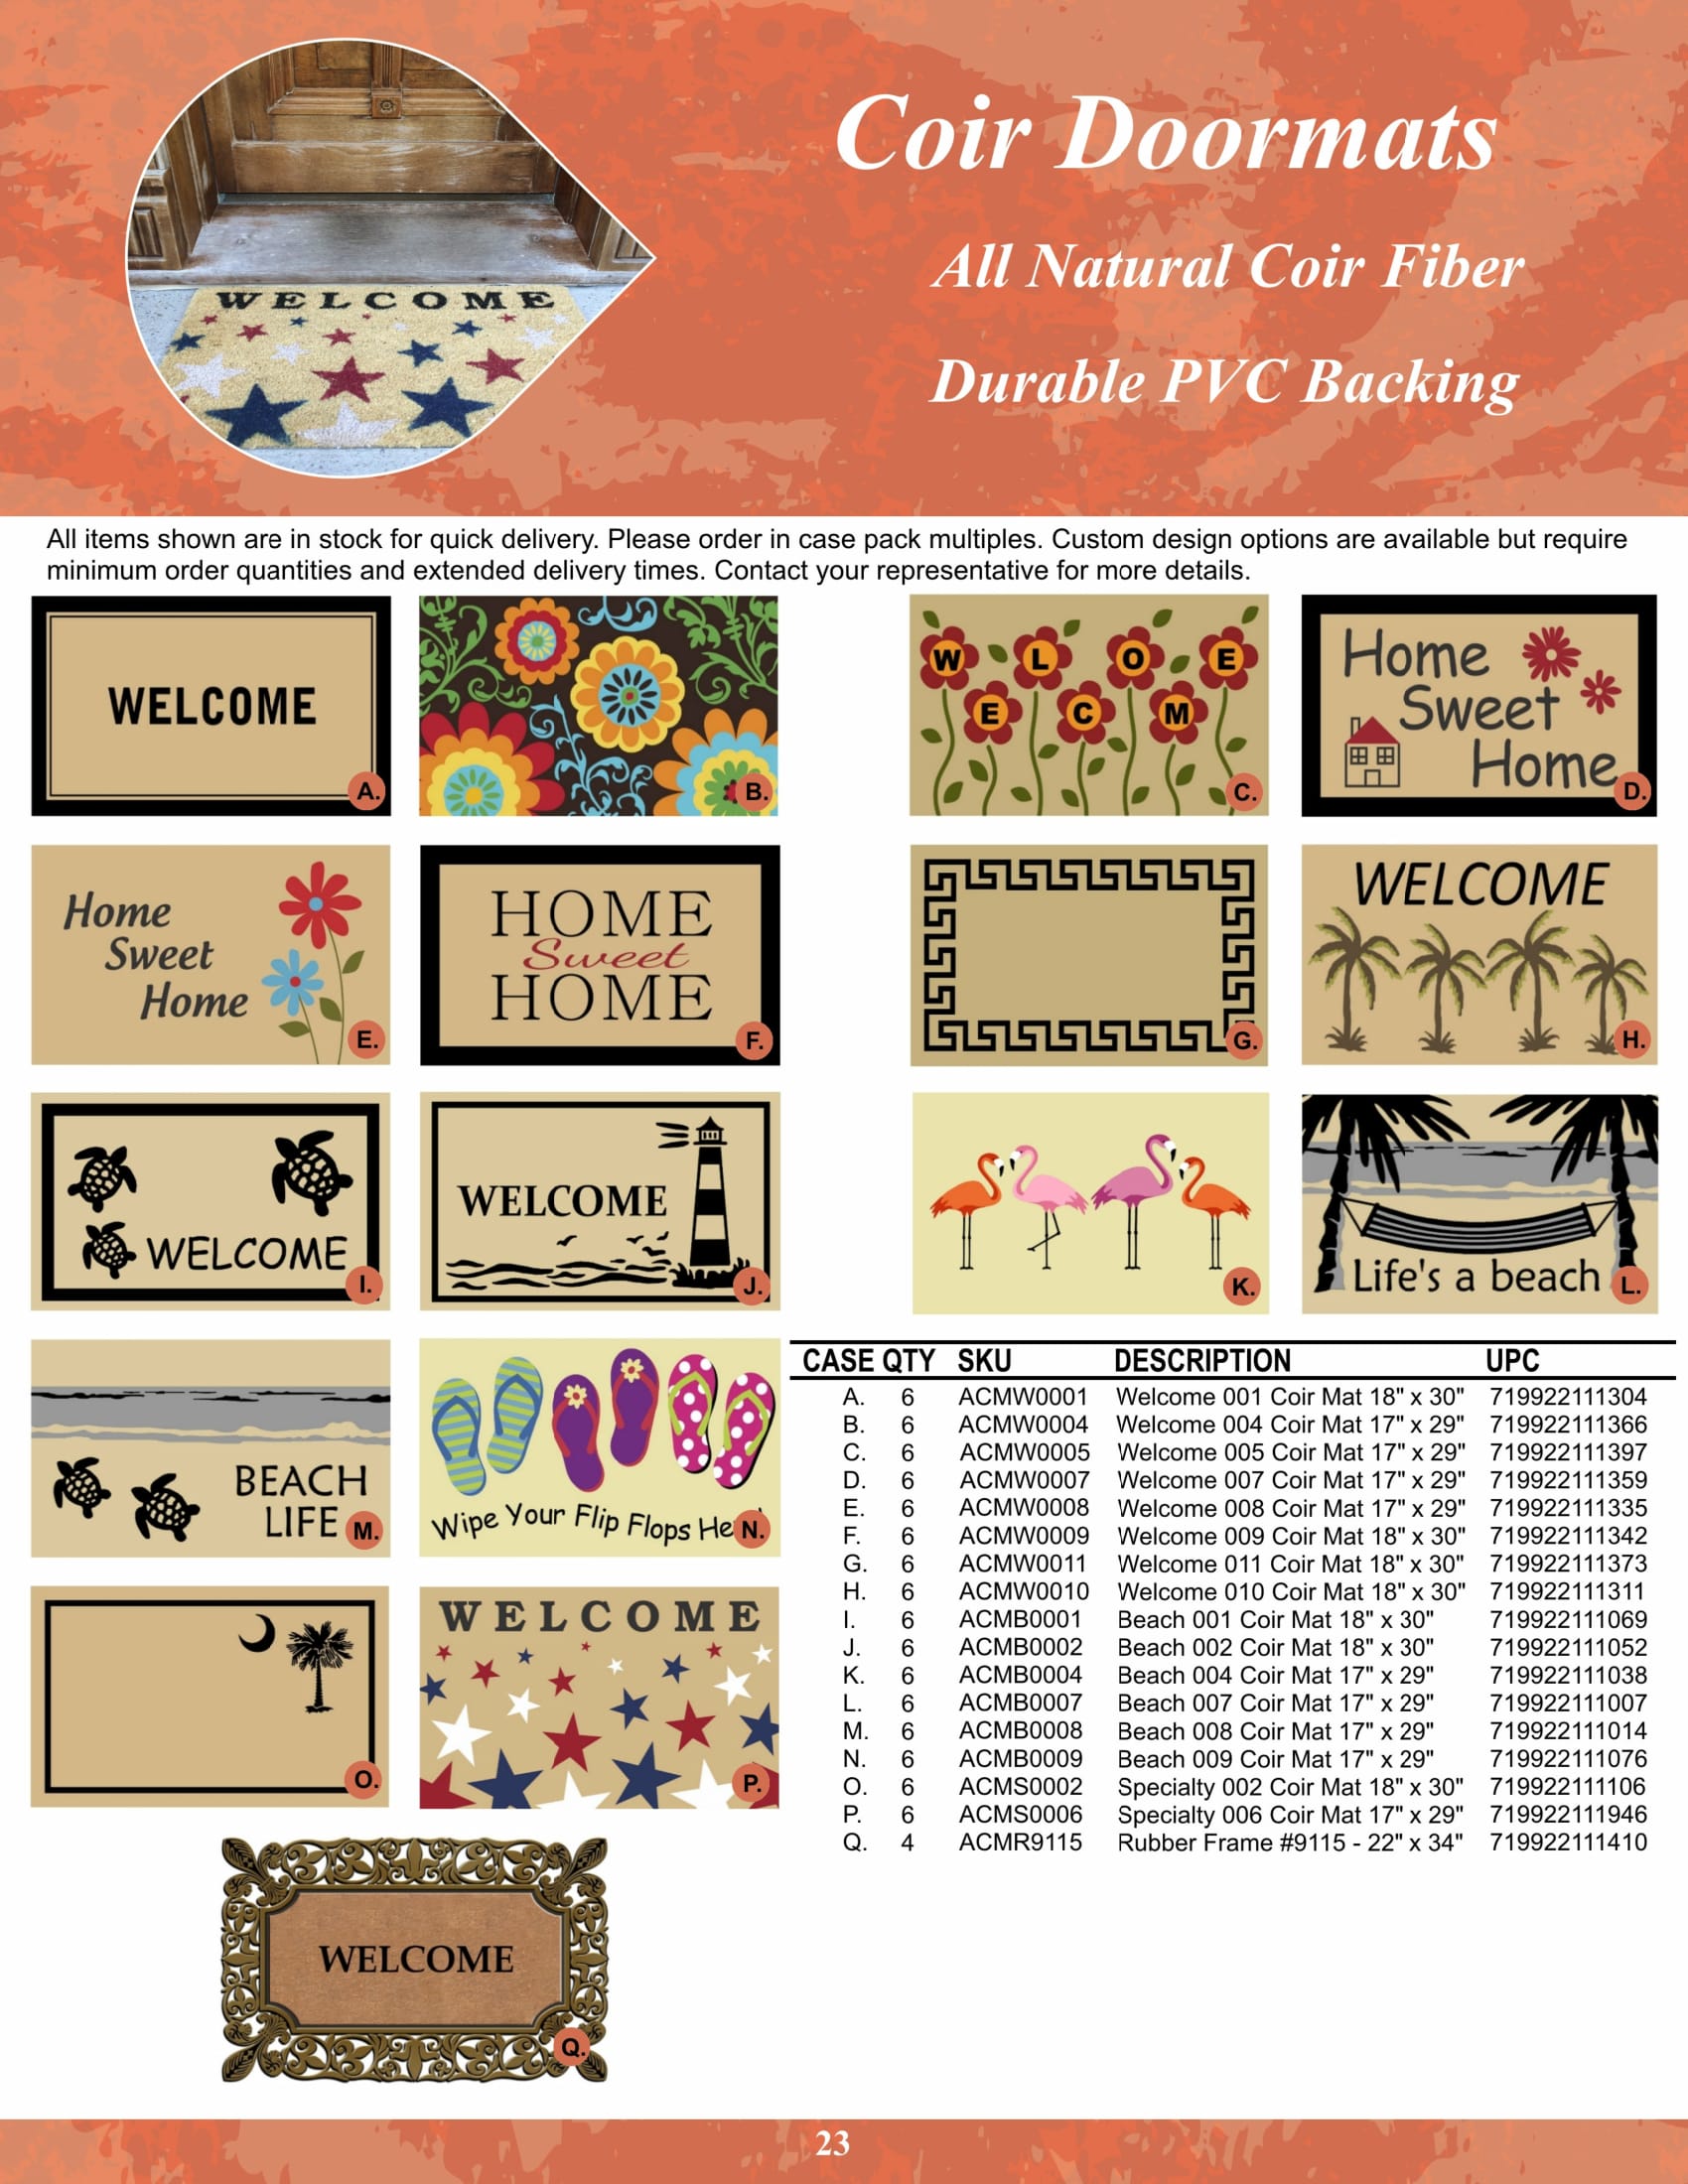 Coir Doormats
All Natural Coir Fiber
Durable PVC Backing
WELCOME
All items shown are in stock for quick delivery. Please order in case pack multiples. Custom design options are available but require
minimum order quantities and extended delivery times. Contact your representative for more details.
WELCOME
A.
B.
W L O E
E C M
C.
Home
Sweet
Home
D.
Home
Sweet
Home
E.
HOME
Sweet
HOME
F.
G.
WELCOME
H.
WELCOME
I.
WELCOME
J.
K.
Life's a beach
L.
BEACH
LIFE
M.
Wipe Your Flip Flops He
N.
O.
WELCOME
P.
WELCOME
Q.
CASE QTY SKU DESCRIPTION UPC
A. 6 ACMW0001 Welcome 001 Coir Mat 18" x 30" 719922111304
B. 6 ACMW0004 Welcome 004 Coir Mat 17" x 29" 719922111366
C. 6 ACMW0005 Welcome 005 Coir Mat 17" x 29" 719922111397
D. 6 ACMW0007 Welcome 007 Coir Mat 17" x 29" 719922111359
E. 6 ACMW0008 Welcome 008 Coir Mat 17" x 29" 719922111335
F. 6 ACMW0009 Welcome 009 Coir Mat 18" x 30" 719922111342
G. 6 ACMW0011 Welcome 011 Coir Mat 18" x 30" 719922111373
H. 6 ACMW0010 Welcome 010 Coir Mat 18" x 30" 719922111311
I. 6 ACMB0001 Beach 001 Coir Mat 18" x 30" 719922111069
J. 6 ACMB0002 Beach 002 Coir Mat 18" x 30" 719922111052
K. 6 ACMB0004 Beach 004 Coir Mat 17" x 29" 719922111038
L. 6 ACMB0007 Beach 007 Coir Mat 17" x 29" 719922111007
M. 6 ACMB0008 Beach 008 Coir Mat 17" x 29" 719922111014
N. 6 ACMB0009 Beach 009 Coir Mat 17" x 29" 719922111076
O. 6 ACMS0002 Specialty 002 Coir Mat 18" x 30" 719922111106
P. 6 ACMS0006 Specialty 006 Coir Mat 17" x 29" 719922111946
Q. 4 ACMR9115 Rubber Frame #9115 - 22" x 34" 719922111410
23